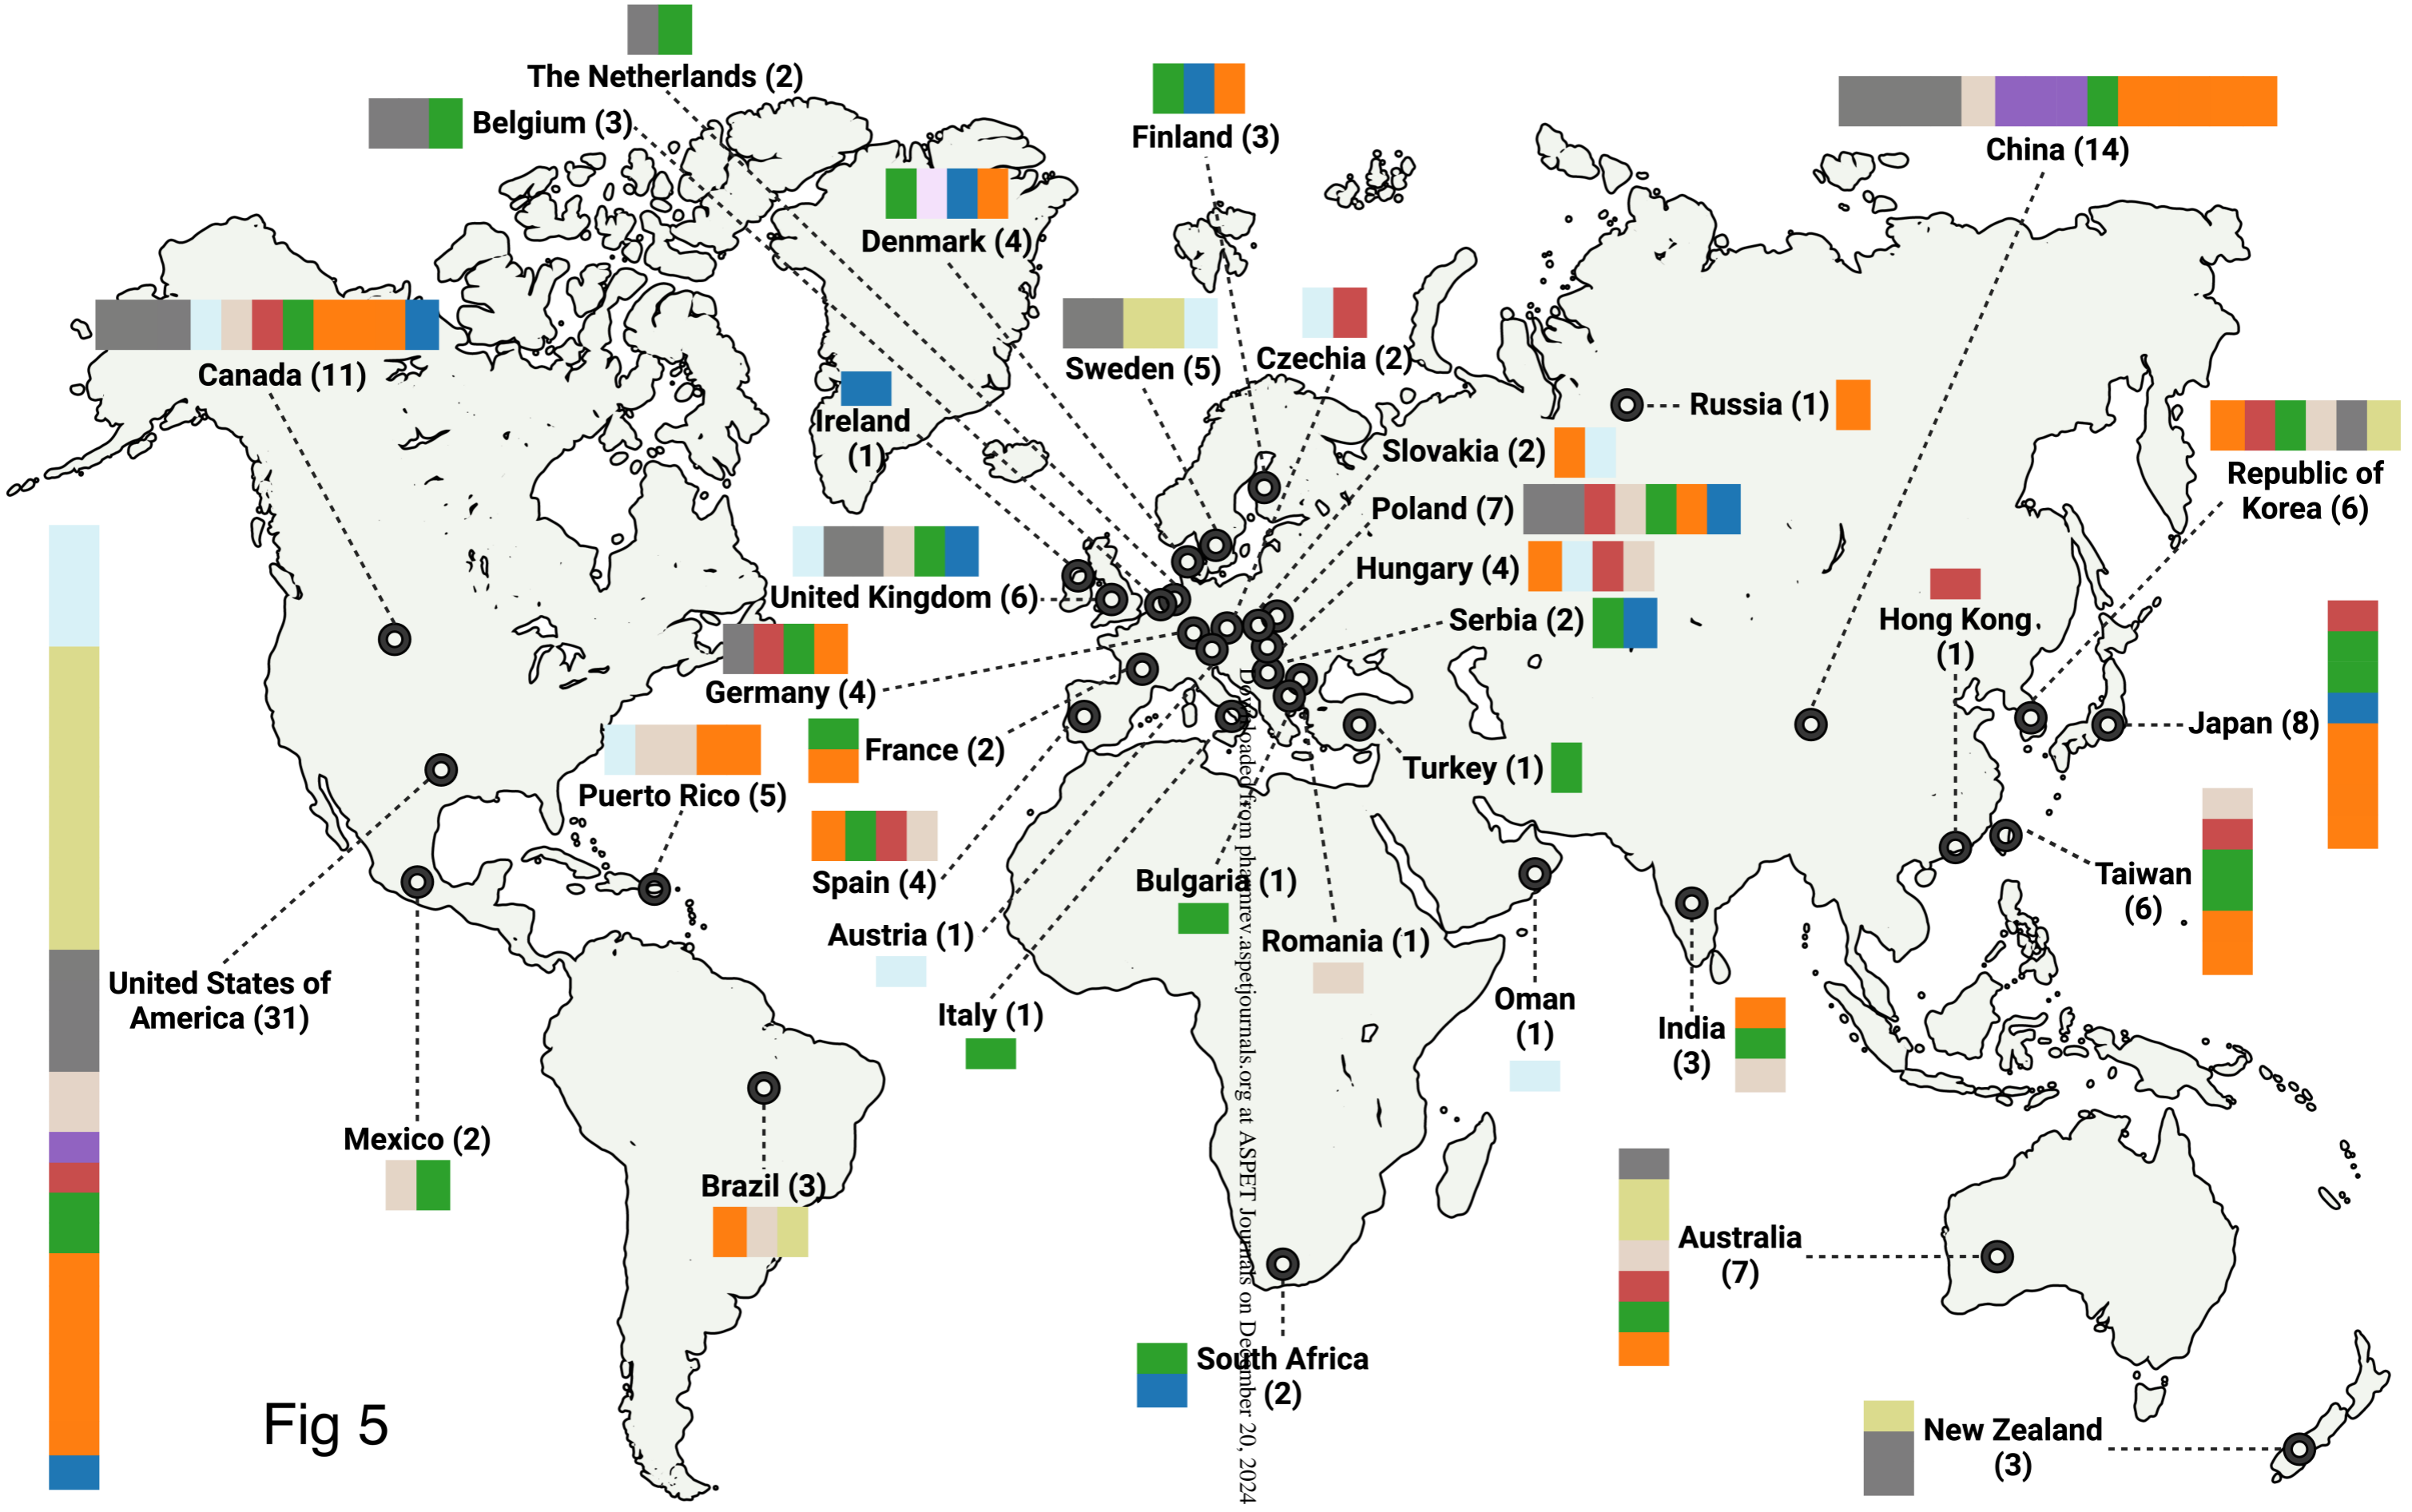 The Netherlands (2)
Belgium (3)
Finland (3)
China (14)
Denmark (4)
Canada (11)
Sweden (5)
Czechia (2)
Ireland
(1)
Russia (1)
Slovakia (2)
Republic of
Korea (6)
Poland (7)
Hungary (4)
United Kingdom (6)
Serbia (2)
Hong Kong
(1)
Germany (4)
Japan (8)
France (2)
Turkey (1)
Puerto Rico (5)
Spain (4)
Bulgaria (1)
Taiwan
(6)
Austria (1)
Romania (1)
United States of
America (31)
Italy (1)
Oman
(1)
India
(3)
Mexico (2)
Brazil (3)
Australia
(7)
South Africa
(2)
New Zealand
(3)
Fig 5
Downloaded from pharmrev.aspetjournals.org at ASPET Journals on December 20, 2024